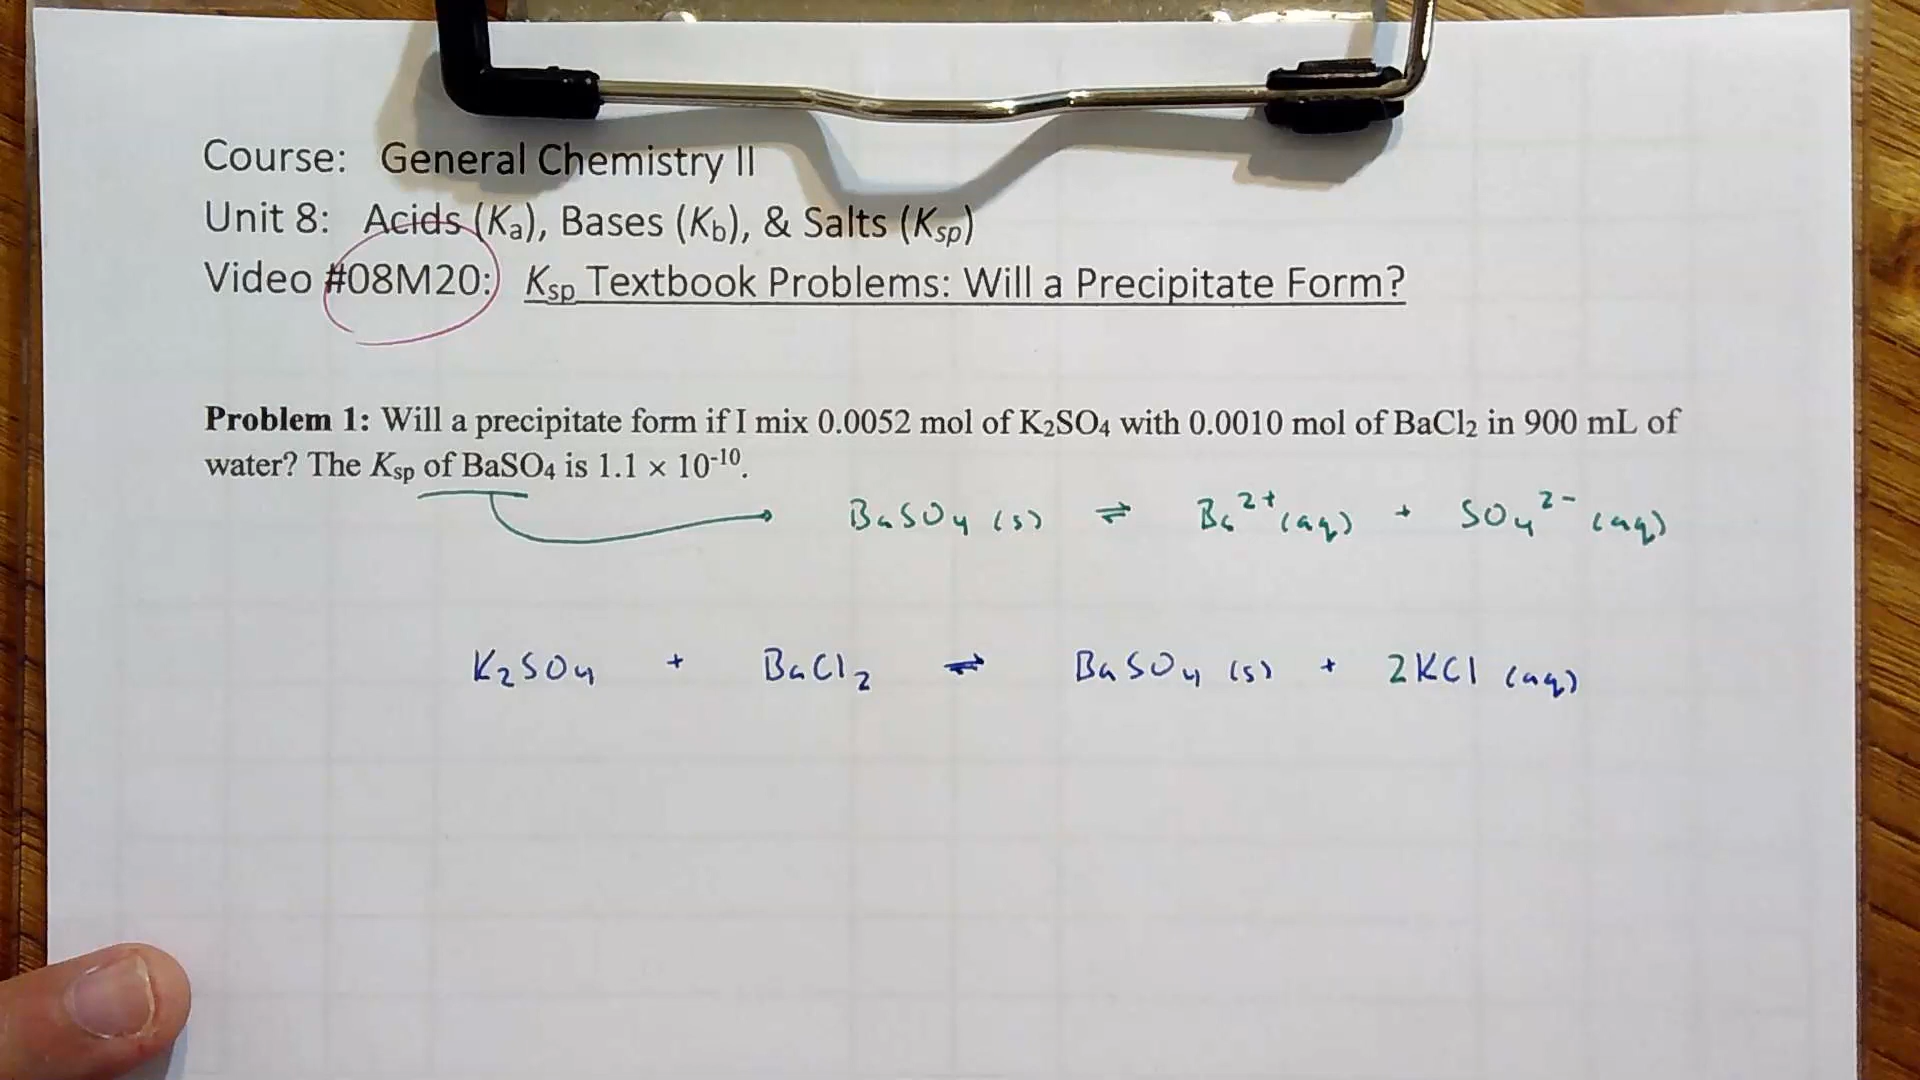 Course: General Chemistry II
Unit 8: Acids (Ka), Bases (Kb), & Salts (Ksp)
Video #08M20: Ksp Textbook Problems: Will a Precipitate Form?
Problem 1: Will a precipitate form if I mix 0.0052 mol of K₂SO₄ with 0.0010 mol of BaCl₂ in 900 mL of
water? The Ksp of BaSO₄ is 1.1 × 10⁻¹⁰.
BaSO₄ (s) ⇌ Ba²⁺ (aq) + SO₄²⁻ (aq)
K₂SO₄ + BaCl₂ ⇌ BaSO₄ (s) + 2KCl (aq)